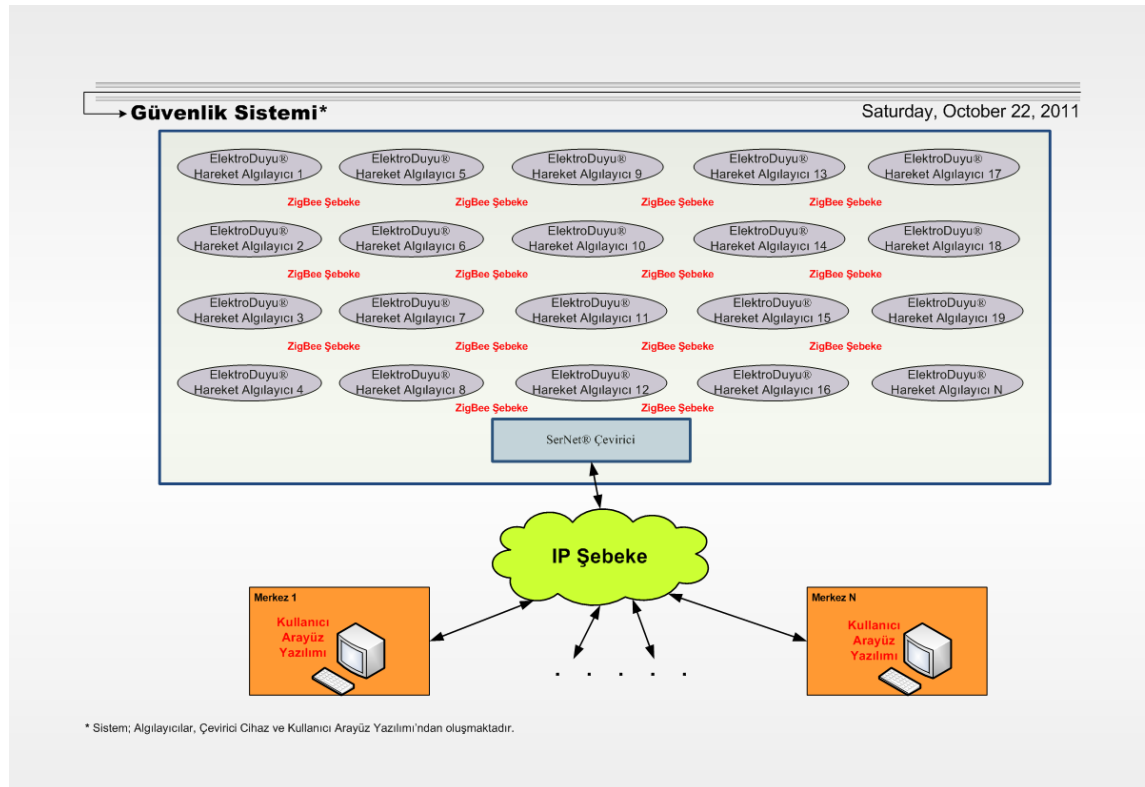 Güvenlik Sistemi*
Saturday, October 22, 2011
ElektroDuyu®
Hareket Algılayıcı 1
ElektroDuyu®
Hareket Algılayıcı 5
ElektroDuyu®
Hareket Algılayıcı 9
ElektroDuyu®
Hareket Algılayıcı 13
ElektroDuyu®
Hareket Algılayıcı 17
ZigBee Şebeke
ZigBee Şebeke
ZigBee Şebeke
ZigBee Şebeke
ElektroDuyu®
Hareket Algılayıcı 2
ElektroDuyu®
Hareket Algılayıcı 6
ElektroDuyu®
Hareket Algılayıcı 10
ElektroDuyu®
Hareket Algılayıcı 14
ElektroDuyu®
Hareket Algılayıcı 18
ZigBee Şebeke
ZigBee Şebeke
ZigBee Şebeke
ZigBee Şebeke
ElektroDuyu®
Hareket Algılayıcı 3
ElektroDuyu®
Hareket Algılayıcı 7
ElektroDuyu®
Hareket Algılayıcı 11
ElektroDuyu®
Hareket Algılayıcı 15
ElektroDuyu®
Hareket Algılayıcı 19
ZigBee Şebeke
ZigBee Şebeke
ZigBee Şebeke
ZigBee Şebeke
ElektroDuyu®
Hareket Algılayıcı 4
ElektroDuyu®
Hareket Algılayıcı 8
ElektroDuyu®
Hareket Algılayıcı 12
ElektroDuyu®
Hareket Algılayıcı 16
ElektroDuyu®
Hareket Algılayıcı N
ZigBee Şebeke
ZigBee Şebeke
SerNet® Çevirici
IP Şebeke
Merkez 1
Kullanıcı
Arayüz
Yazılımı
Merkez N
Kullanıcı
Arayüz
Yazılımı
. . . . .
* Sistem; Algılayıcılar, Çevirici Cihaz ve Kullanıcı Arayüz Yazılımı'ndan oluşmaktadır.